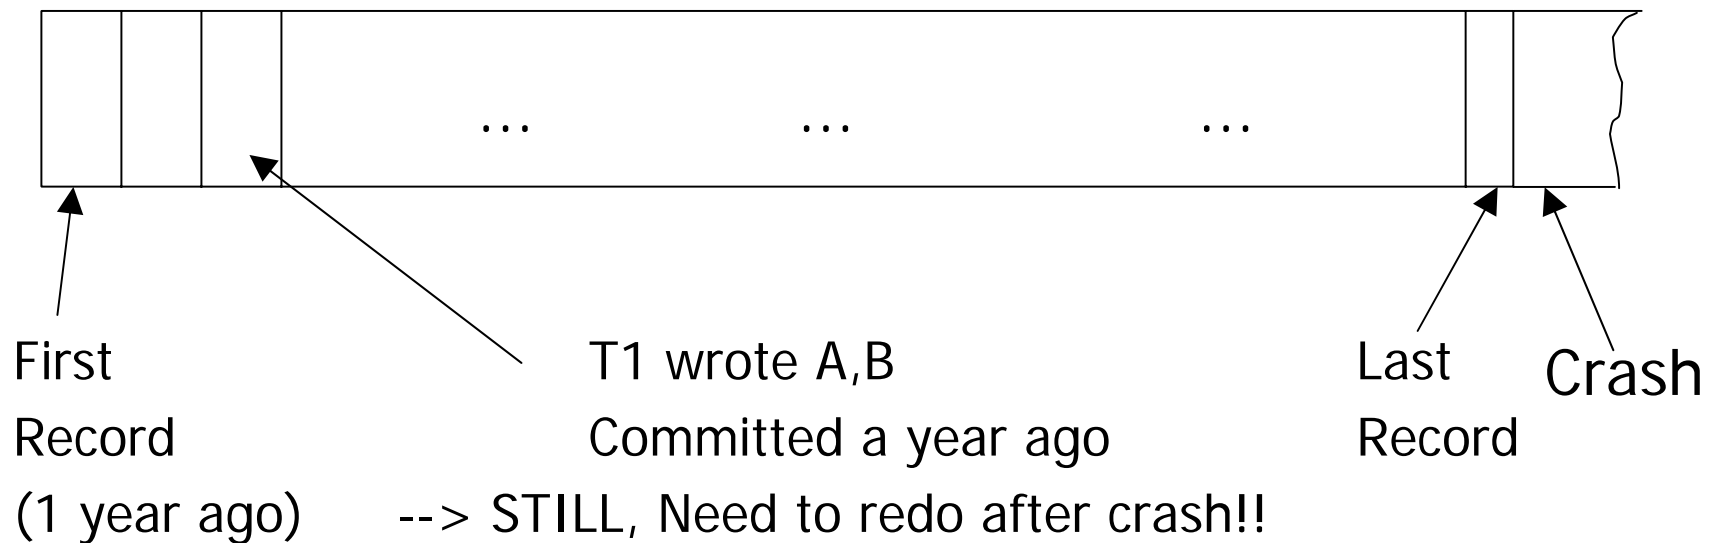 ... ... ...
First T1 wrote A,B Last Crash
Record Committed a year ago Record
(1 year ago) --> STILL, Need to redo after crash!!